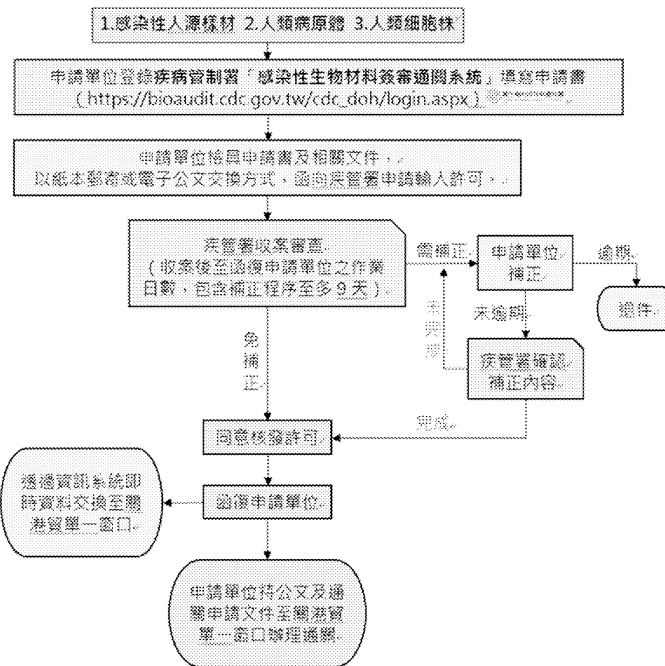 1.感染性人源樣材 2.人類病原體 3.人類細胞株
申請單位登錄疾病管制署「感染性生物材料簽審通關系統」填寫申請書
(https://bioaudit.cdc.gov.tw/cdc_doh/login.aspx)
申請單位檢具申請書及相關文件，
以紙本郵寄或電子公文交換方式，函向疾管署申請輸入許可，
疾管署收案審查
(收案後至函復申請單位之作業
日數，包含補正程序至多 9 天)
需補正
申請單位
補正
逾期
退件
未逾期
未完成
疾管署確認
補正內容
免補正
完成
同意核發許可
函復申請單位
透過資訊系統即
時資料交換至關
港貿單一窗口
申請單位持公文及通
關申請文件至關港貿
單一窗口辦理通關